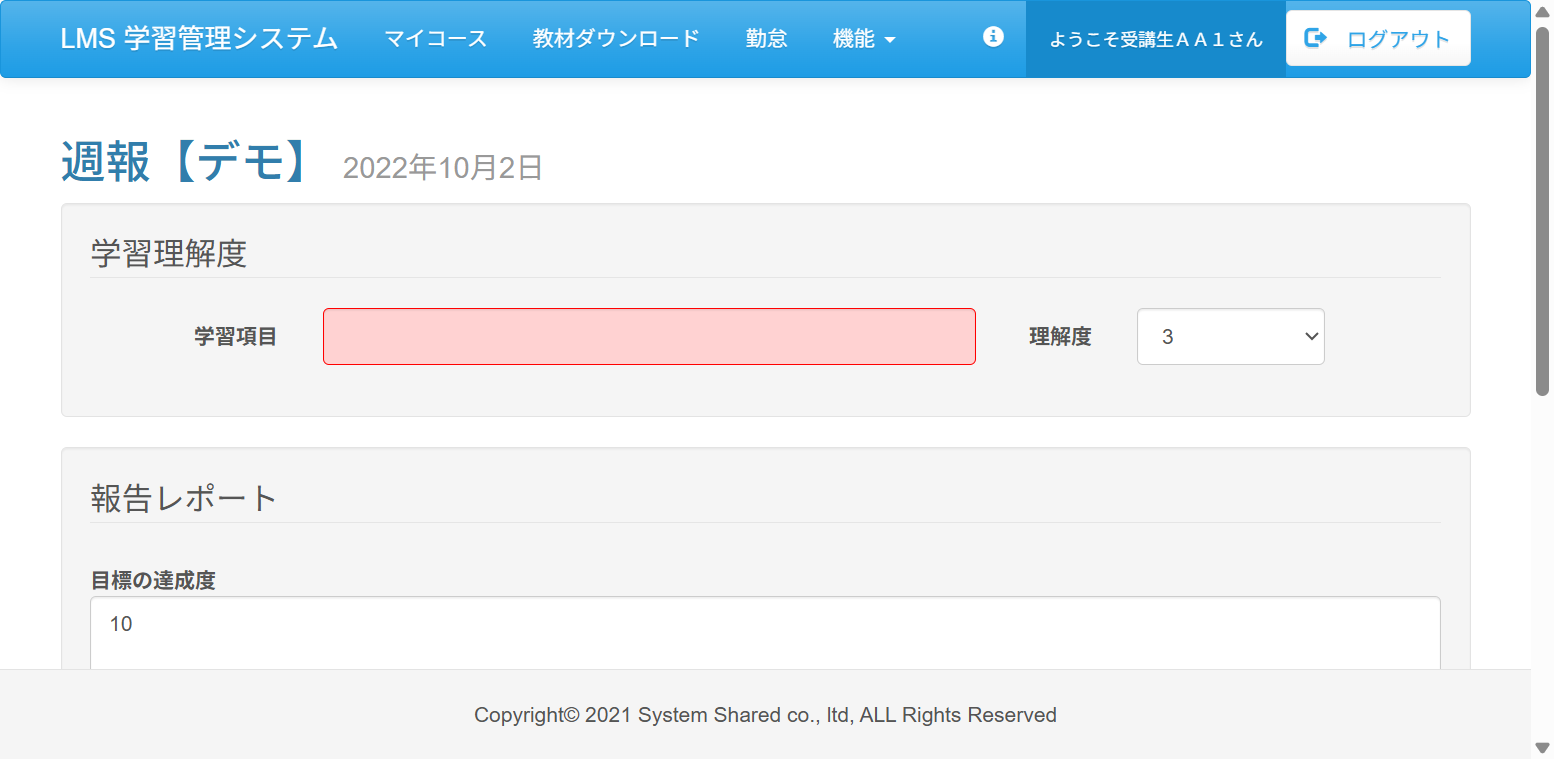 LMS 学習管理システム マイコース 教材ダウンロード 勤怠 機能 ようこそ受講生ＡＡ１さん ログアウト
週報【デモ】 2022年10月2日
学習理解度
学習項目 理解度 3
報告レポート
目標の達成度
10
Copyright© 2021 System Shared co., ltd, ALL Rights Reserved